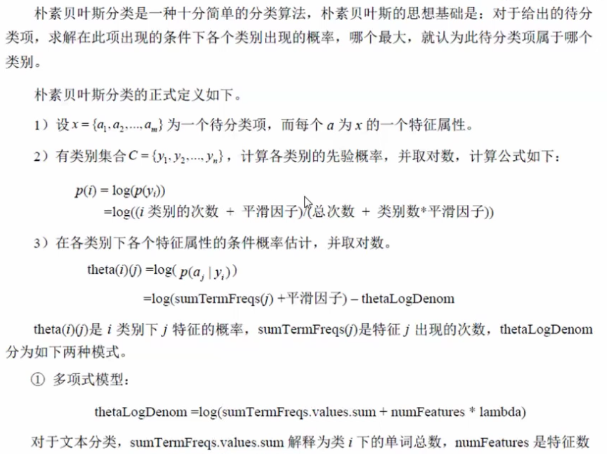 朴素贝叶斯分类是一种十分简单的分类算法，朴素贝叶斯的思想基础是：对于给出的待分
类项，求解在此项出现的条件下各个类别出现的概率，哪个最大，就认为此待分类项属于哪个
类别。
朴素贝叶斯分类的正式定义如下。
1）设 x = {a₁,a₂,...,aₘ} 为一个待分类项，而每个 a 为 x 的一个特征属性。
2）有类别集合 C = {y₁,y₂,...,yₙ}，计算各类别的先验概率，并取对数，计算公式如下：
p(i) = log(p(yᵢ))
=log((i 类别的次数 + 平滑因子)/(总次数 + 类别数*平滑因子))
3）在各类别下各个特征属性的条件概率估计，并取对数。
theta(i)(j) =log( p(aⱼ | yᵢ))
=log(sumTermFreqs(j) +平滑因子) – thetaLogDenom
theta(i)(j)是 i 类别下 j 特征的概率，sumTermFreqs(j)是特征 j 出现的次数，thetaLogDenom
分为如下两种模式。
① 多项式模型：
thetaLogDenom =log(sumTermFreqs.values.sum + numFeatures * lambda)
对于文本分类，sumTermFreqs.values.sum 解释为类 i 下的单词总数，numFeatures 是特征数